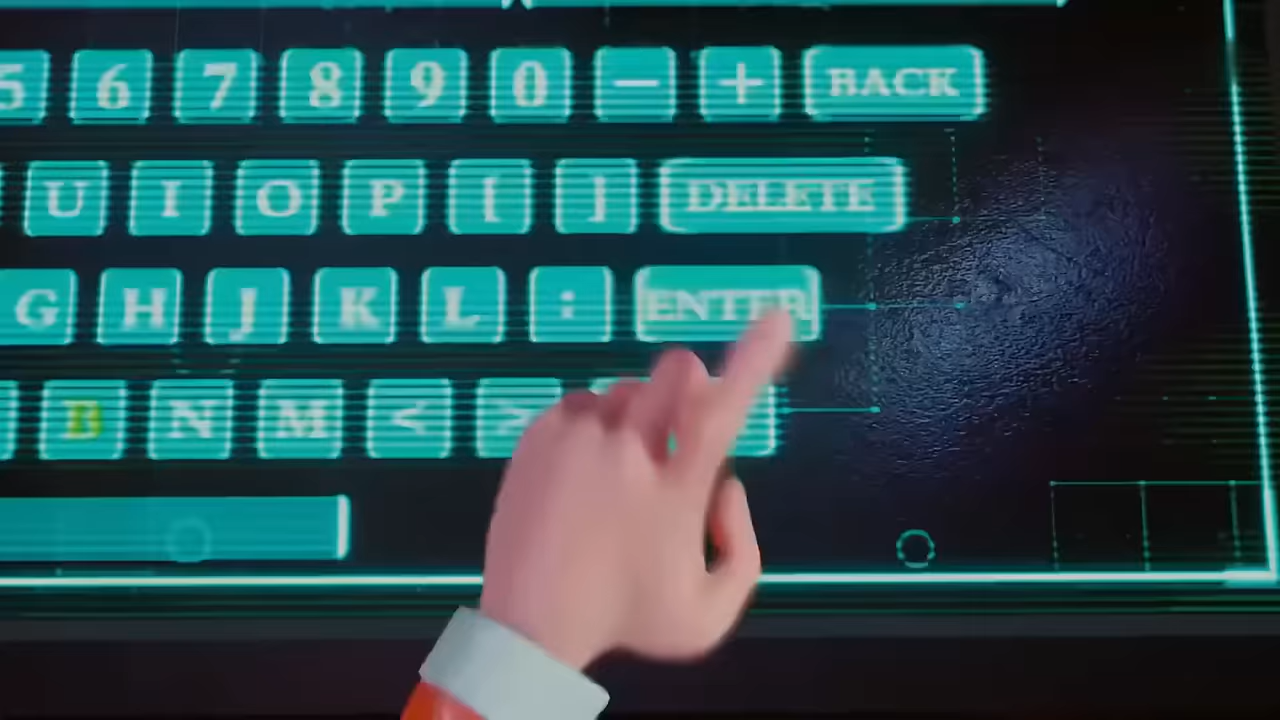 5 6 7 8 9 0 - + BACK
U I O P [ ] DELETE
G H J K L : ENTER
B N M < >